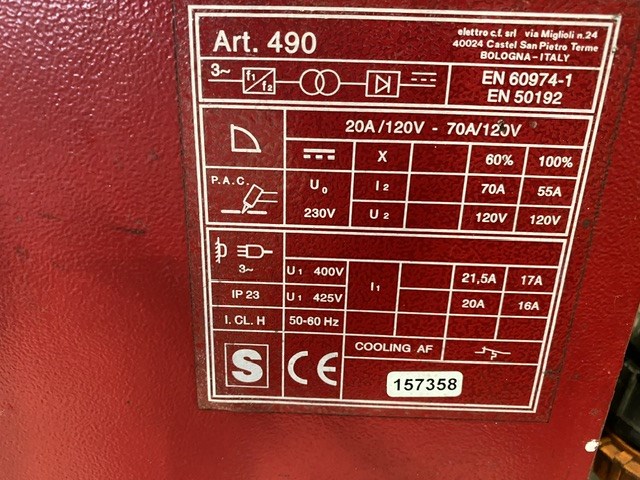 Art. 490
elettro c.f. srl via Miglioli n.24
40024 Castel San Pietro Terme
BOLOGNA - ITALY
3~ f1 f2
EN 60974-1
EN 50192
20A/120V - 70A/120V
X 60% 100%
P.A.C.
U0 230V
I2 70A 55A
U2 120V 120V
3~
U1 400V I1 21,5A 17A
IP 23 U1 425V 20A 16A
I. CL. H 50-60 Hz
COOLING AF
S CE 157358